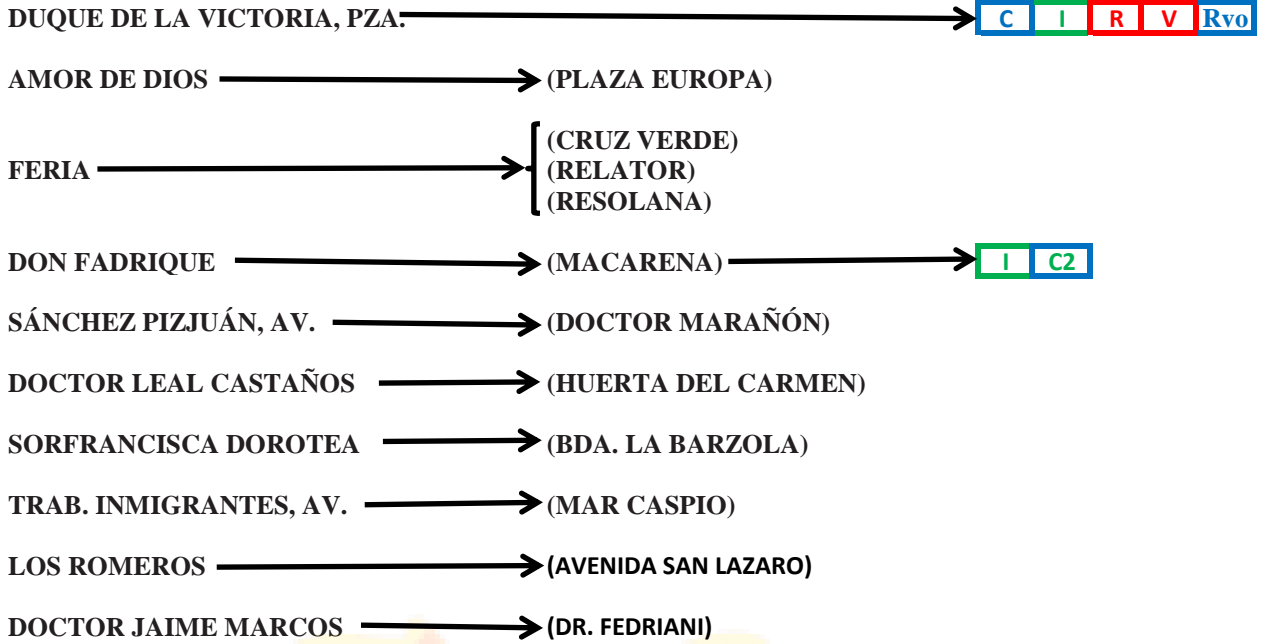 DUQUE DE LA VICTORIA, PZA. C I R V Rvo
AMOR DE DIOS (PLAZA EUROPA)
(CRUZ VERDE)
FERIA (RELATOR)
(RESOLANA)
DON FADRIQUE (MACARENA) I C2
SÁNCHEZ PIZJUÁN, AV. (DOCTOR MARAÑÓN)
DOCTOR LEAL CASTAÑOS (HUERTA DEL CARMEN)
SORFRANCISCA DOROTEA (BDA. LA BARZOLA)
TRAB. INMIGRANTES, AV. (MAR CASPIO)
LOS ROMEROS (AVENIDA SAN LAZARO)
DOCTOR JAIME MARCOS (DR. FEDRIANI)